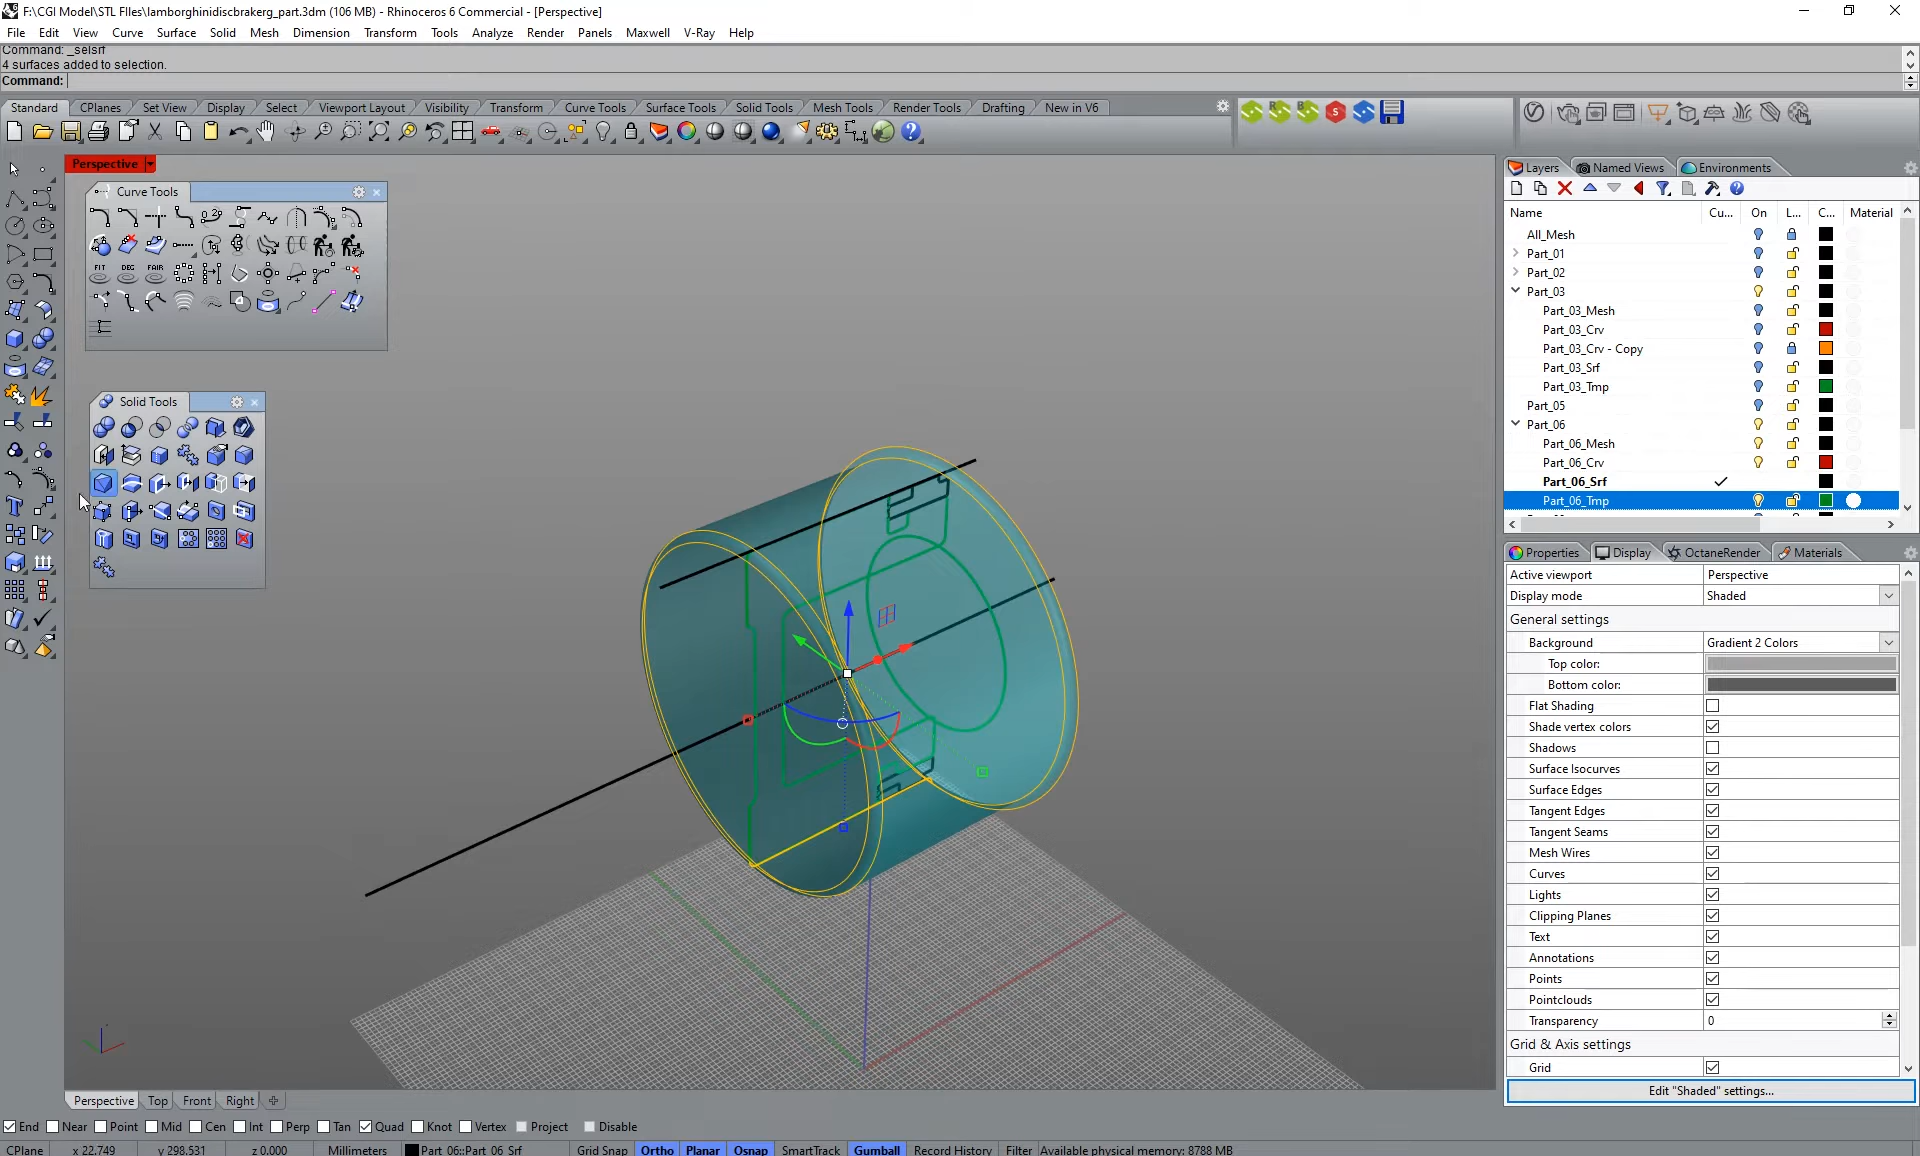 F:\CGI Model\STL FIles\lamborghinidiscbrakerg_part.3dm (106 MB) - Rhinoceros 6 Commercial - [Perspective]
File Edit View Curve Surface Solid Mesh Dimension Transform Tools Analyze Render Panels Maxwell V-Ray Help
Command: _selsrf
4 surfaces added to selection.
Command:
Standard CPlanes Set View Display Select Viewport Layout Visibility Transform Curve Tools Surface Tools Solid Tools Mesh Tools Render Tools Drafting New in V6
Perspective
Layers Named Views Environments
Curve Tools
Name Cu... On L... C... Material
All_Mesh
Part_01
Part_02
Part_03
Part_03_Mesh
Part_03_Crv
Part_03_Crv - Copy
Part_03_Srf
Part_03_Tmp
Part_05
Part_06
Part_06_Mesh
Part_06_Crv
Part_06_Srf
Part_06_Tmp
FIT DEG FAIR
Solid Tools
Properties Display OctaneRender Materials
Active viewport Perspective
Display mode Shaded
General settings
Background Gradient 2 Colors
Top color:
Bottom color:
Flat Shading
Shade vertex colors
Shadows
Surface Isocurves
Surface Edges
Tangent Edges
Tangent Seams
Mesh Wires
Curves
Lights
Clipping Planes
Text
Annotations
Points
Pointclouds
Transparency 0
Grid & Axis settings
Grid
Edit "Shaded" settings...
Perspective Top Front Right
End Near Point Mid Cen Int Perp Tan Quad Knot Vertex Project Disable
CPlane x 22.749 y 298.531 z 0.000 Millimeters Part_06::Part_06_Srf Grid Snap Ortho Planar Osnap SmartTrack Gumball Record History Filter Available physical memory: 8788 MB